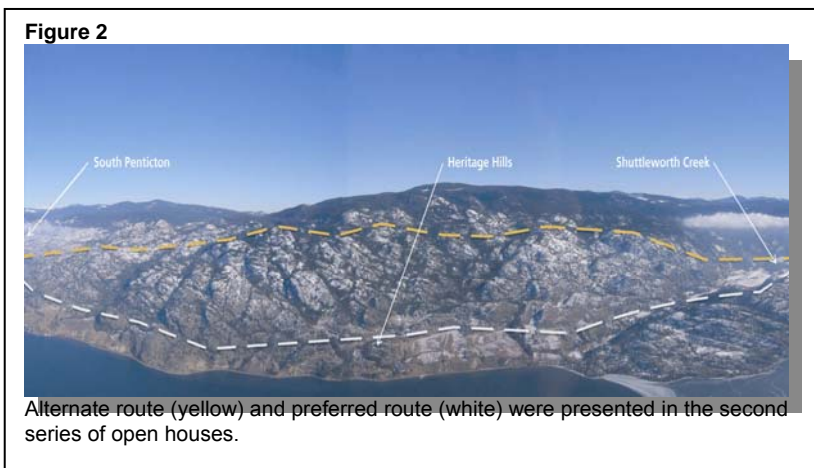 Figure 2
South Penticton
Heritage Hills
Shuttleworth Creek
Alternate route (yellow) and preferred route (white) were presented in the second
series of open houses.